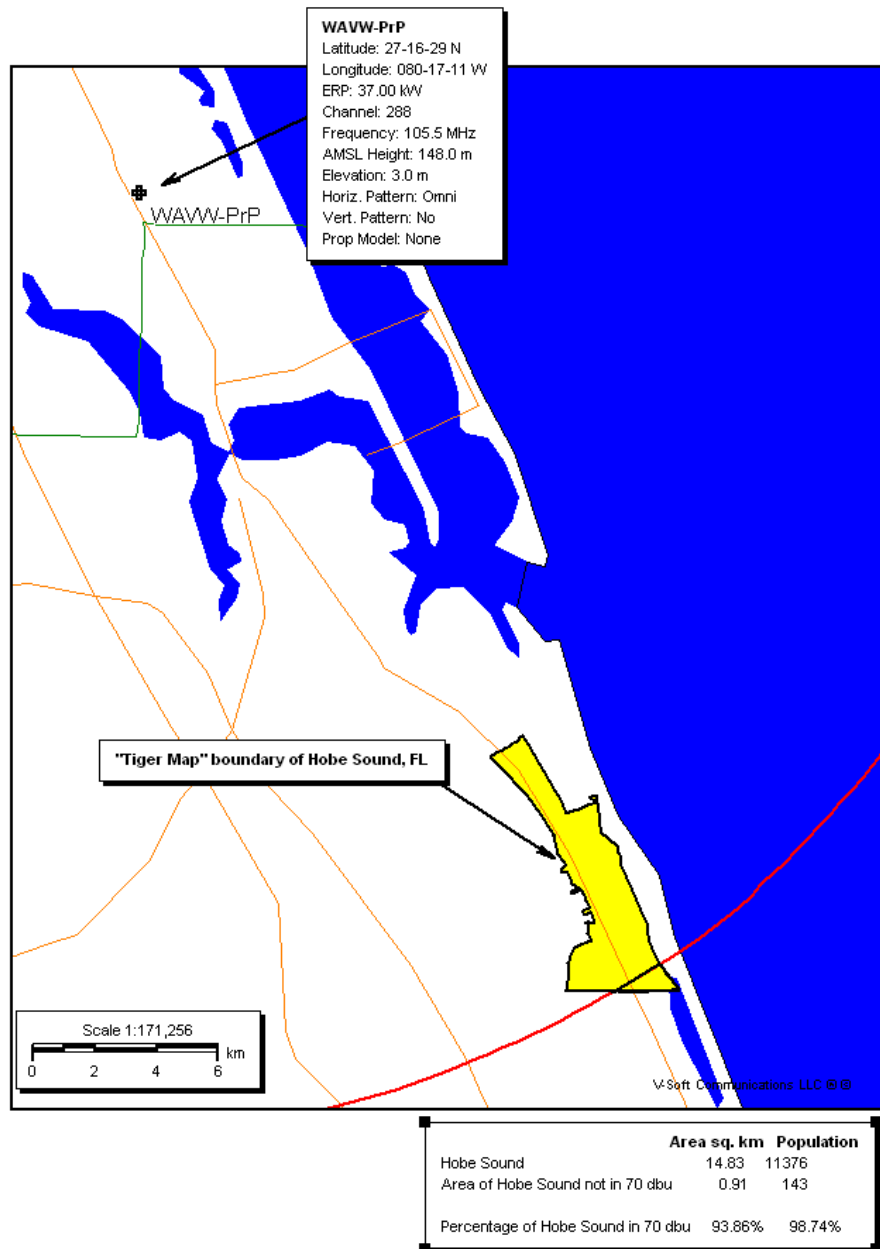 WAVW-PrP
Latitude: 27-16-29 N
Longitude: 080-17-11 W
ERP: 37.00 kW
Channel: 288
Frequency: 105.5 MHz
AMSL Height: 148.0 m
Elevation: 3.0 m
Horiz. Pattern: Omni
Vert. Pattern: No
Prop Model: None
WAVW-PrP
"Tiger Map" boundary of Hobe Sound, FL
Scale 1:171,256
km
0 2 4 6
V-Soft Communications LLC ® ®
Area sq. km Population
Hobe Sound 14.83 11376
Area of Hobe Sound not in 70 dbu 0.91 143
Percentage of Hobe Sound in 70 dbu 93.86% 98.74%